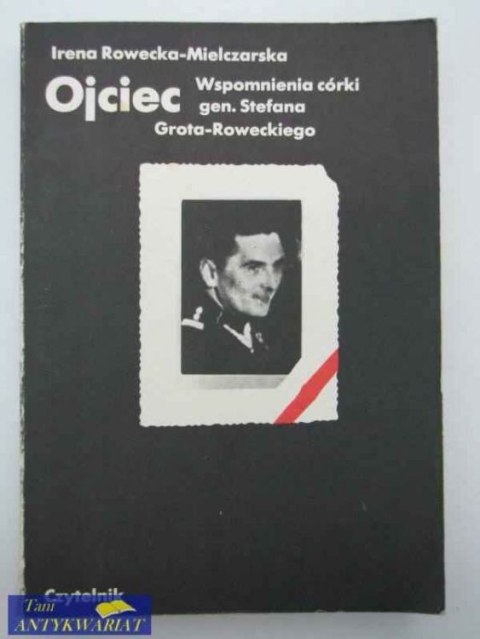 Irena Rowecka-Mielczarska
Ojciec
Wspomnienia córki
gen. Stefana
Grota-Roweckiego
Czytelnik
Tani
ANTYKWARIAT